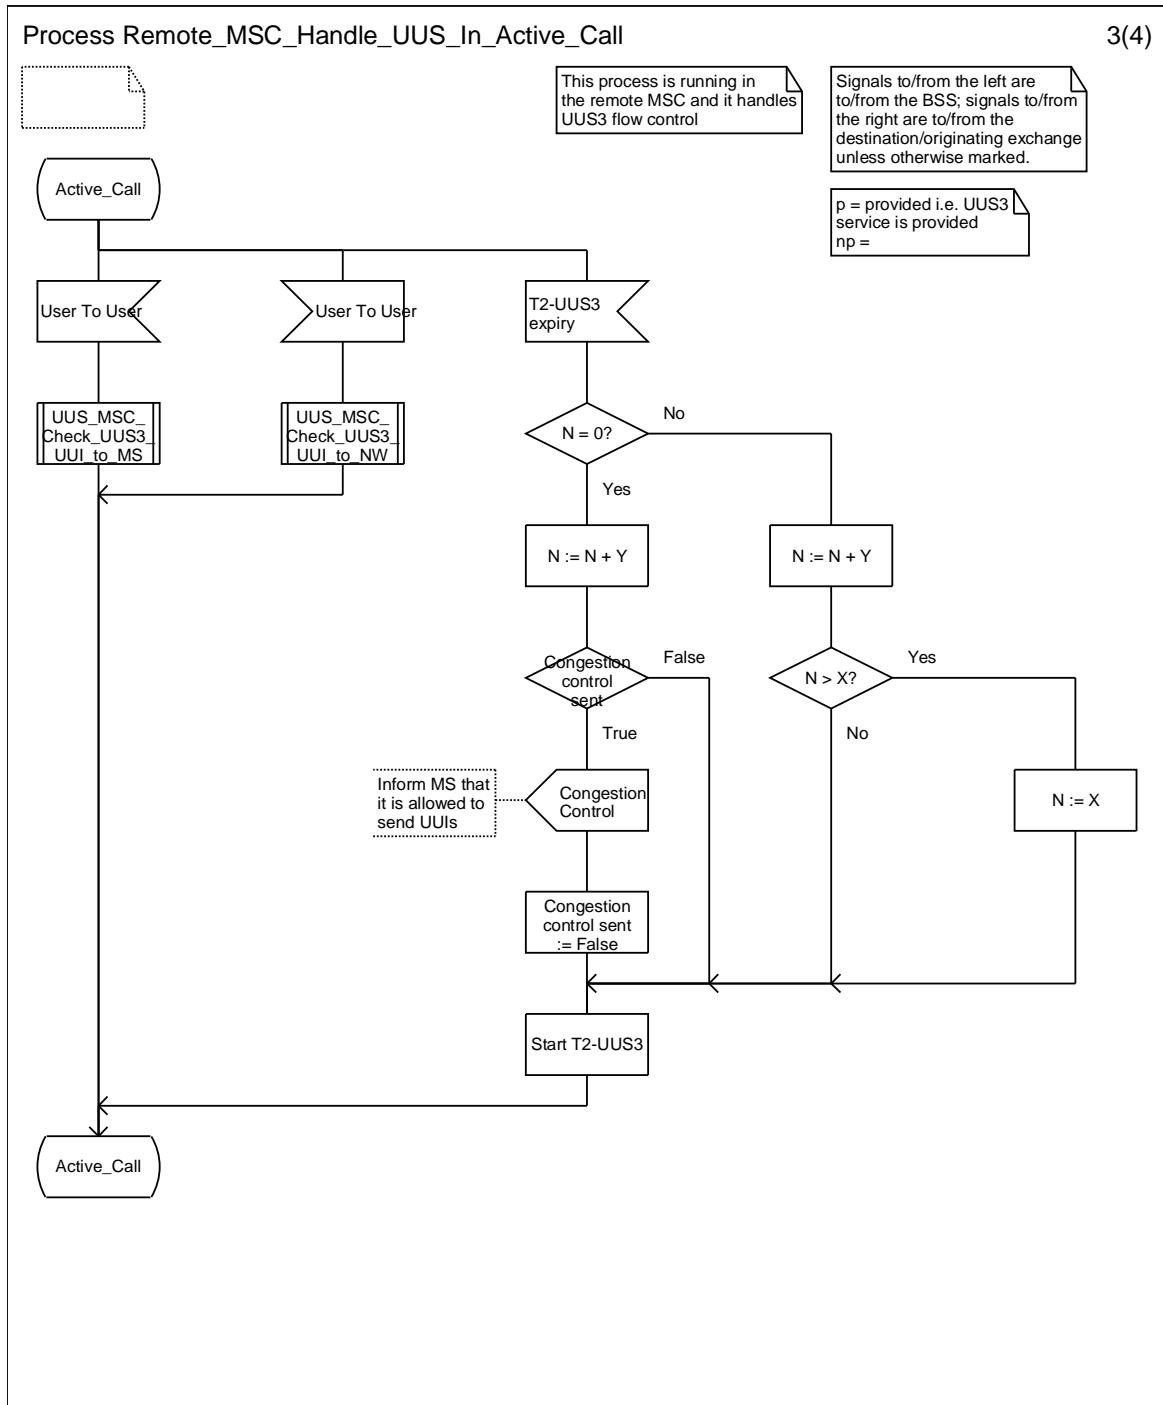 Process Remote_MSC_Handle_UUS_In_Active_Call
3(4)
This process is running in
the remote MSC and it handles
UUS3 flow control
Signals to/from the left are
to/from the BSS; signals to/from
the right are to/from the
destination/originating exchange
unless otherwise marked.
p = provided i.e. UUS3
service is provided
np =
Active_Call
User To User
User To User
T2-UUS3
expiry
UUS_MSC_
Check_UUS3_
UUI_to_MS
UUS_MSC_
Check_UUS3_
UUI_to_NW
N = 0?
No
Yes
N := N + Y
N := N + Y
Congestion
control
sent
False
True
N > X?
Yes
No
Inform MS that
it is allowed to
send UUIs
Congestion
Control
N := X
Congestion
control sent
:= False
Start T2-UUS3
Active_Call